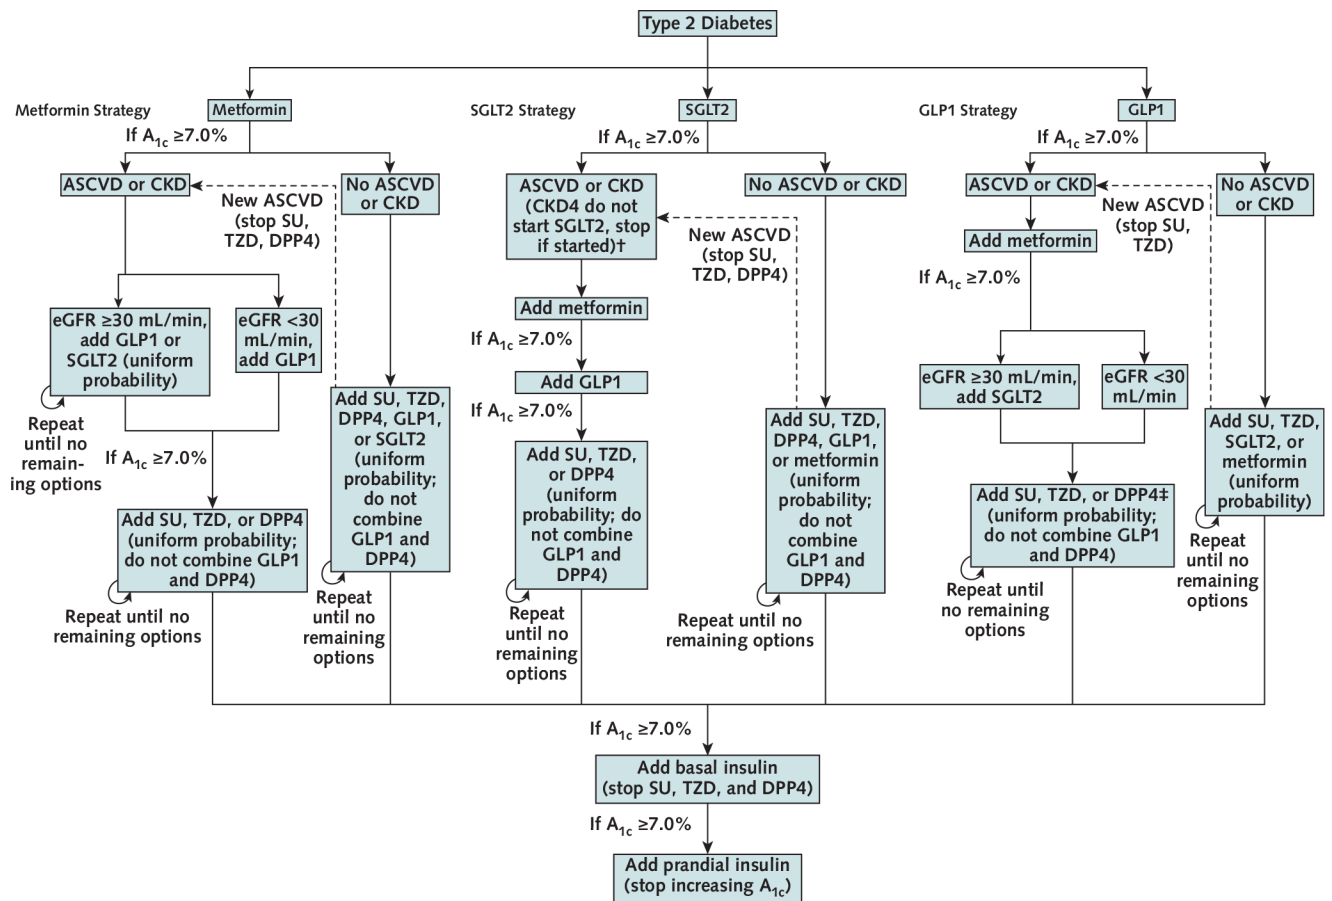 Type 2 Diabetes
Metformin Strategy
Metformin
If A1c ≥7.0%
ASCVD or CKD
No ASCVD
or CKD
New ASCVD
(stop SU,
TZD, DPP4)
eGFR ≥30 mL/min,
add GLP1 or
SGLT2 (uniform
probability)
eGFR <30
mL/min,
add GLP1
Repeat
until no
remain-
ing options
If A1c ≥7.0%
Add SU, TZD,
DPP4, GLP1,
or SGLT2
(uniform
probability;
do not
combine
GLP1 and
DPP4)
Add SU, TZD, or DPP4
(uniform probability;
do not combine GLP1
and DPP4)
Repeat until no
remaining options
Repeat
until no
remaining
options
SGLT2 Strategy
SGLT2
If A1c ≥7.0%
ASCVD or CKD
(CKD4 do not
start SGLT2, stop
if started)†
No ASCVD or CKD
New ASCVD
(stop SU,
TZD, DPP4)
Add metformin
If A1c ≥7.0%
Add GLP1
If A1c ≥7.0%
Add SU, TZD,
or DPP4
(uniform
probability; do
not combine
GLP1 and
DPP4)
Repeat
until no
remaining
options
Add SU, TZD,
DPP4, GLP1,
or metformin
(uniform
probability;
do not
combine
GLP1 and
DPP4)
Repeat until no
remaining options
GLP1 Strategy
GLP1
If A1c ≥7.0%
ASCVD or CKD
No ASCVD
or CKD
New ASCVD
(stop SU,
TZD)
Add metformin
If A1c ≥7.0%
eGFR ≥30 mL/min,
add SGLT2
eGFR <30
mL/min
Add SU, TZD,
SGLT2, or
metformin
(uniform
probability)
Add SU, TZD, or DPP4‡
(uniform probability;
do not combine GLP1
and DPP4)
Repeat until
no remaining
options
Repeat
until no
remaining
options
If A1c ≥7.0%
Add basal insulin
(stop SU, TZD, and DPP4)
If A1c ≥7.0%
Add prandial insulin
(stop increasing A1c)